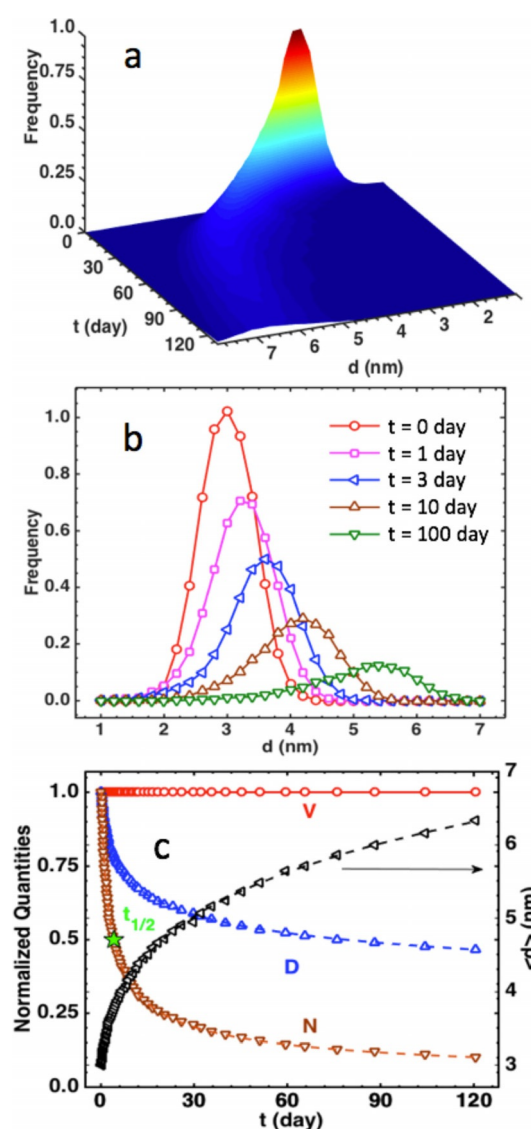 a
Frequency
1.0
0.75
0.50
0.25
0.0
0
30
60
90
120
t (day)
7
6
5
4
3
2
d (nm)
b
Frequency
1.0
0.8
0.6
0.4
0.2
0.0
t = 0 day
t = 1 day
t = 3 day
t = 10 day
t = 100 day
1
2
3
4
5
6
7
d (nm)
c
Normalized Quantities
1.0
0.75
0.5
0.25
0.0
V
t1/2
D
N
7
6
5
4
3
<d> (nm)
0
30
60
90
120
t (day)